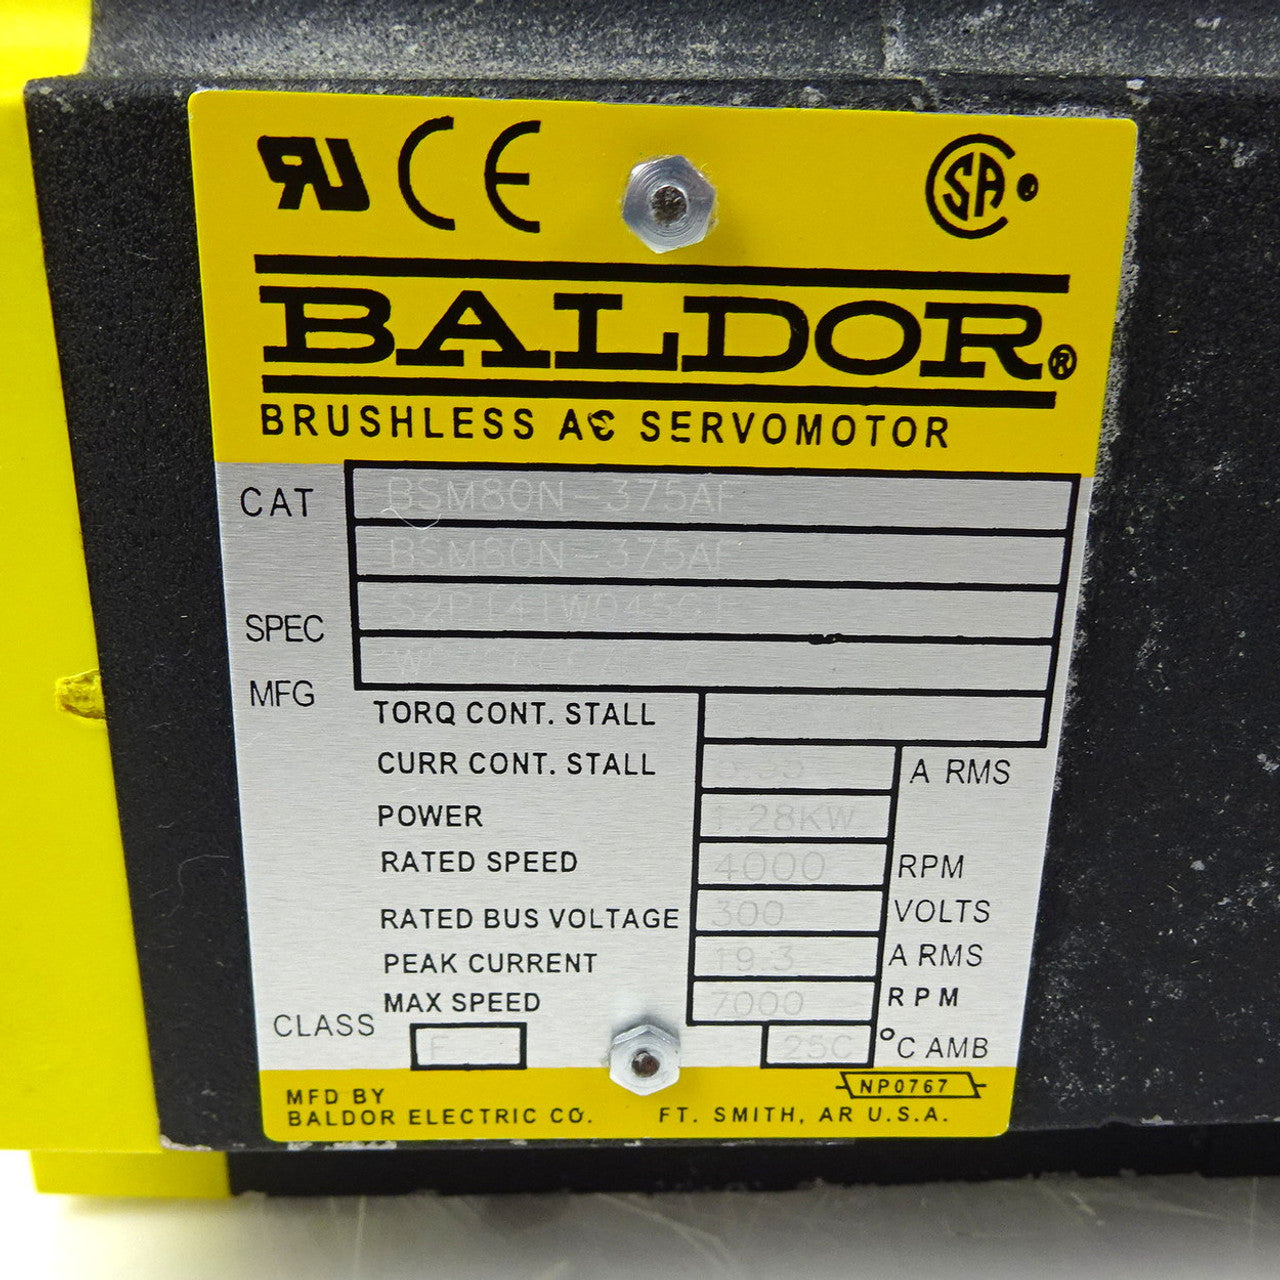 RU CE SA
BALDOR®
BRUSHLESS AC SERVOMOTOR
CAT BSM80N-375AF
BSM80N-375AF
SPEC
MFG
TORQ CONT. STALL
CURR CONT. STALL A RMS
POWER 1.28KW
RATED SPEED 4000 RPM
RATED BUS VOLTAGE 300 VOLTS
PEAK CURRENT 19.3 A RMS
MAX SPEED 7000 RPM
CLASS F 25C °C AMB
NP0767
MFD BY
BALDOR ELECTRIC CO. FT. SMITH, AR U.S.A.